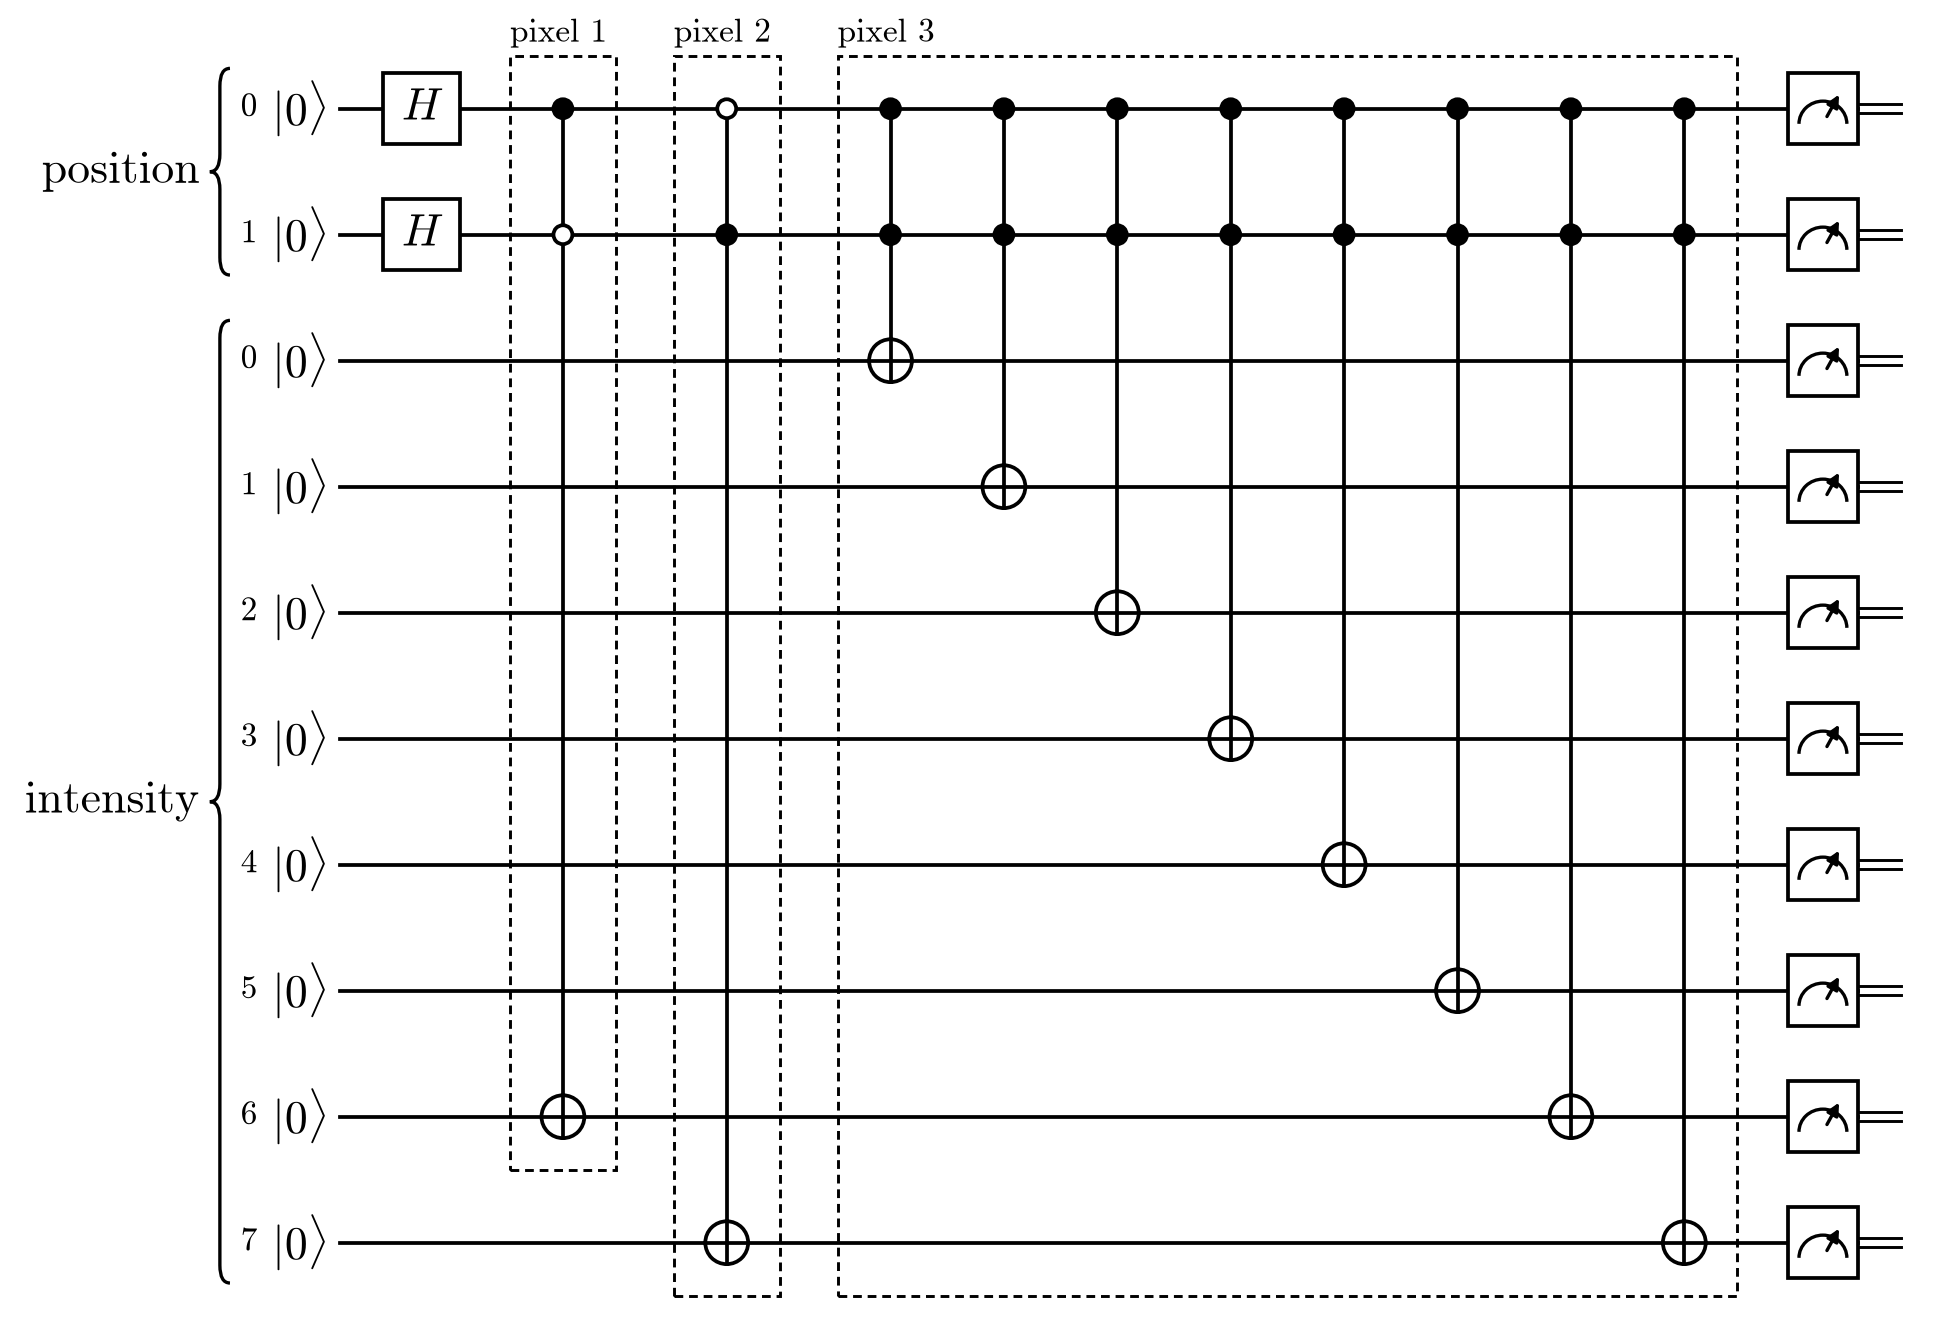 pixel 1 pixel 2 pixel 3
0 |0⟩ H
position
1 |0⟩ H
0 |0⟩
1 |0⟩
2 |0⟩
3 |0⟩
intensity
4 |0⟩
5 |0⟩
6 |0⟩
7 |0⟩